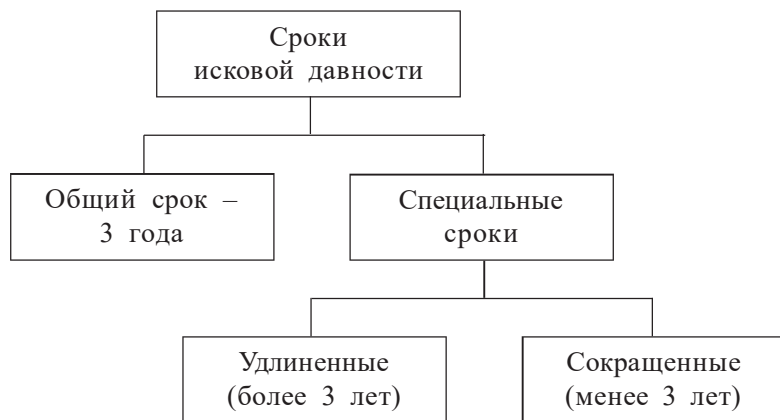 Сроки
исковой давности
Общий срок –
3 года
Специальные
сроки
Удлиненные
(более 3 лет)
Сокращенные
(менее 3 лет)